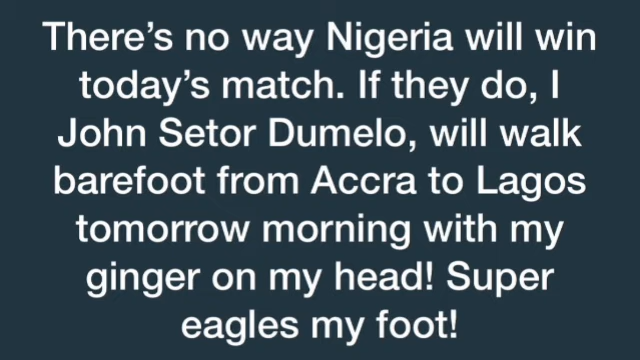 There’s no way Nigeria will win
today’s match. If they do, I
John Setor Dumelo, will walk
barefoot from Accra to Lagos
tomorrow morning with my
ginger on my head! Super
eagles my foot!